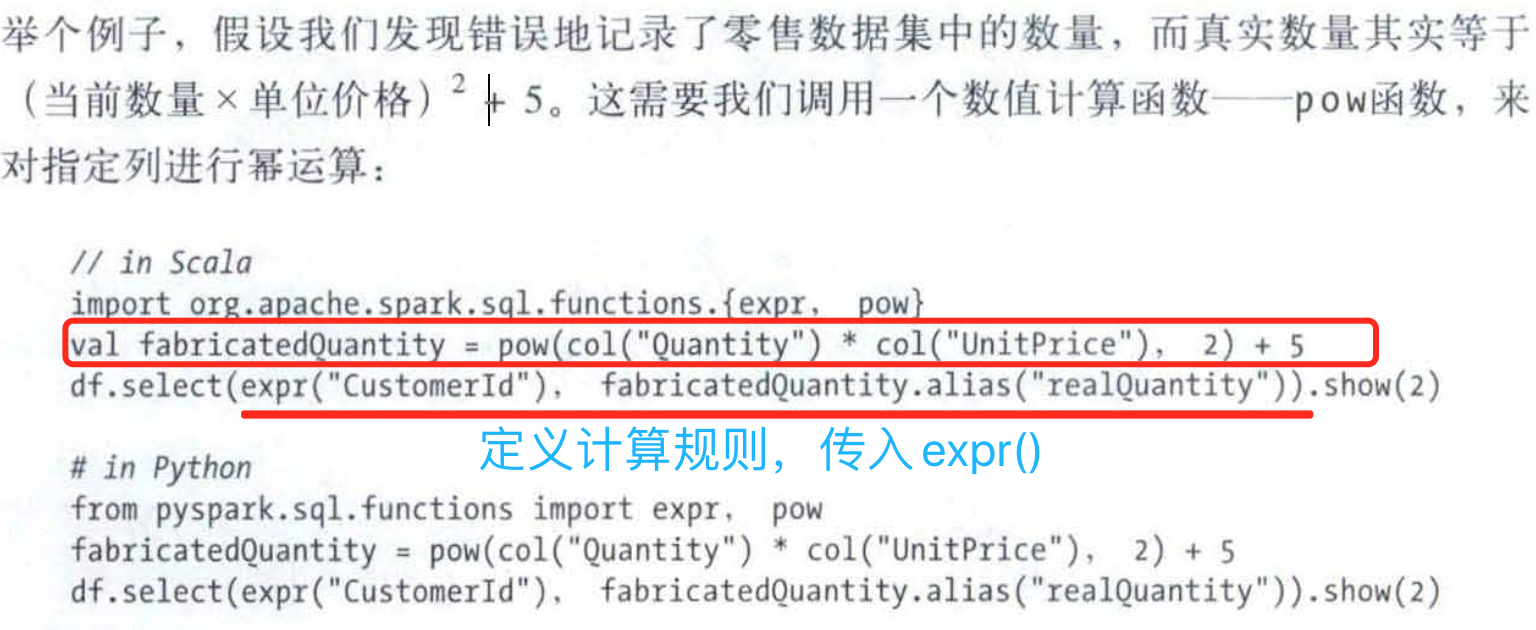 举个例子，假设我们发现错误地记录了零售数据集中的数量，而真实数量其实等于
（当前数量×单位价格）² + 5。这需要我们调用一个数值计算函数——pow函数，来
对指定列进行幂运算：
// in Scala
import org.apache.spark.sql.functions.{expr, pow}
val fabricatedQuantity = pow(col("Quantity") * col("UnitPrice"), 2) + 5
df.select(expr("CustomerId"), fabricatedQuantity.alias("realQuantity")).show(2)
定义计算规则，传入expr()
# in Python
from pyspark.sql.functions import expr, pow
fabricatedQuantity = pow(col("Quantity") * col("UnitPrice"), 2) + 5
df.select(expr("CustomerId"), fabricatedQuantity.alias("realQuantity")).show(2)